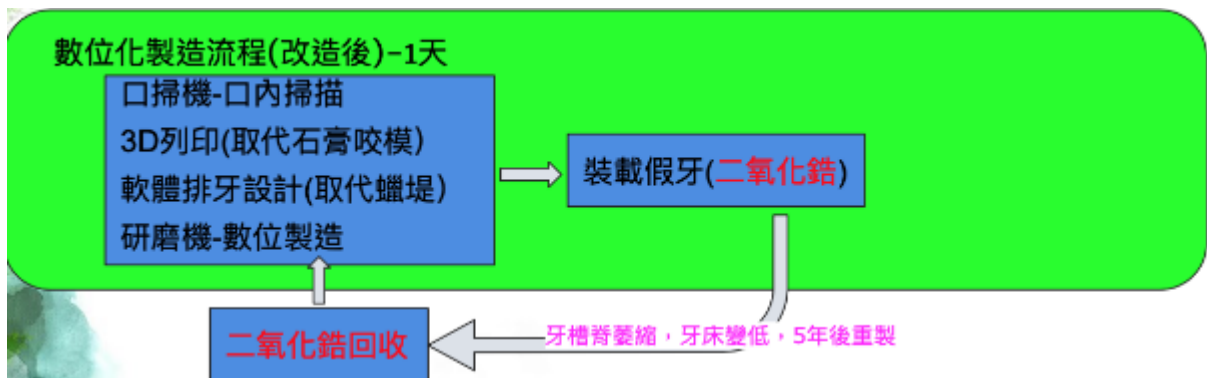 數位化製造流程(改造後)-1天
口掃機-口內掃描
3D列印(取代石膏咬模)
軟體排牙設計(取代蠟堤)
研磨機-數位製造
裝載假牙(二氧化鋯)
牙槽脊萎縮，牙床變低，5年後重製
二氧化鋯回收